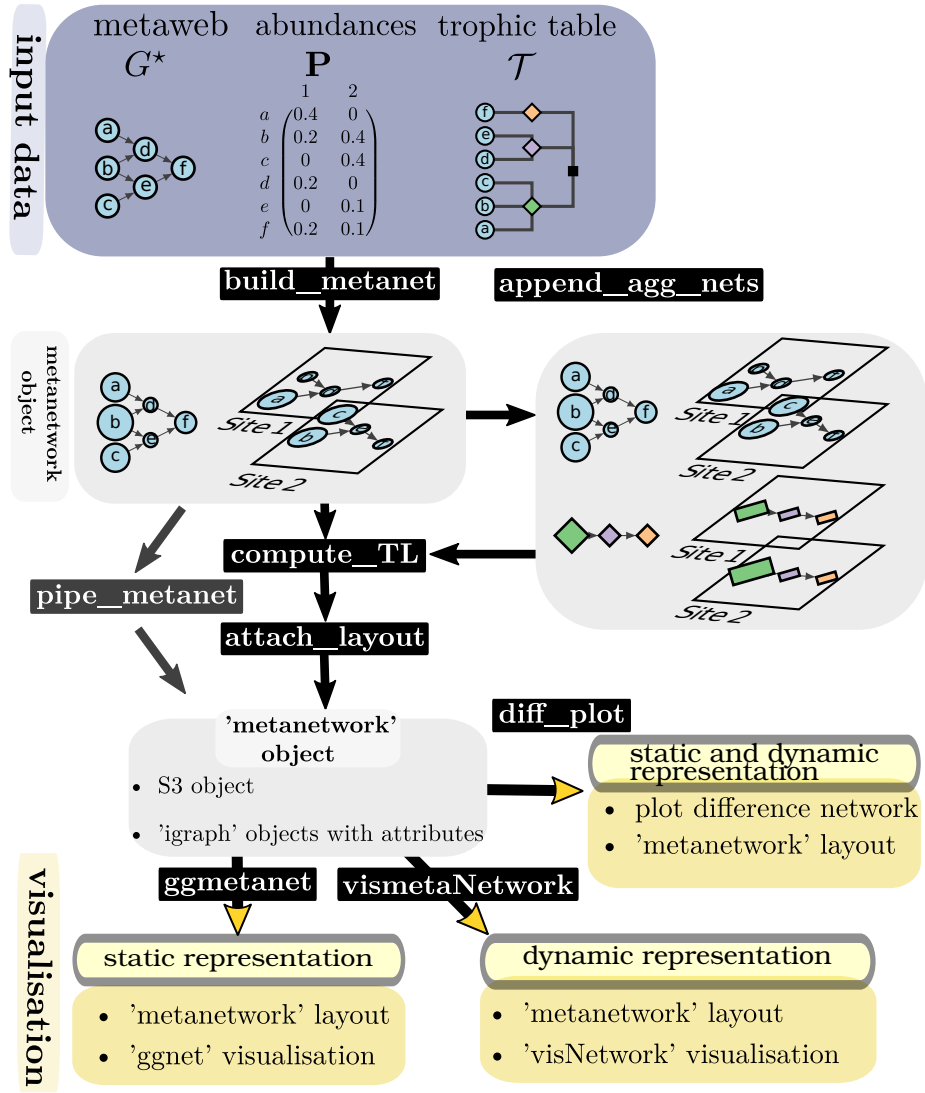 input data
metaweb
G⋆
abundances
P
trophic table
𝒯
a
b
c
d
e
f
1 2
a 0.4 0
b 0.2 0.4
c 0 0.4
d 0.2 0
e 0 0.1
f 0.2 0.1
f
e
d
c
b
a
build_metanet
append_agg_nets
metanetwork
object
a
b
c
d
e
f
a
Site 1
c
b
Site 2
a
b
c
d
e
f
a
Site 1
c
b
Site 2
Site 1
Site 2
compute_TL
pipe_metanet
attach_layout
'metanetwork'
object
• S3 object
• 'igraph' objects with attributes
diff_plot
static and dynamic
representation
• plot difference network
• 'metanetwork' layout
visualisation
ggmetanet
vismetaNetwork
static representation
• 'metanetwork' layout
• 'ggnet' visualisation
dynamic representation
• 'metanetwork' layout
• 'visNetwork' visualisation